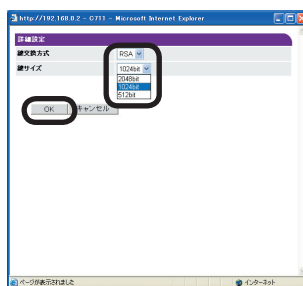 http://192.168.0.2 - C711 - Microsoft Internet Explorer
詳細設定
鍵交換方式 RSA
鍵サイズ 1024bit
2048bit
1024bit
512bit
OK キャンセル
ページが表示されました インターネット